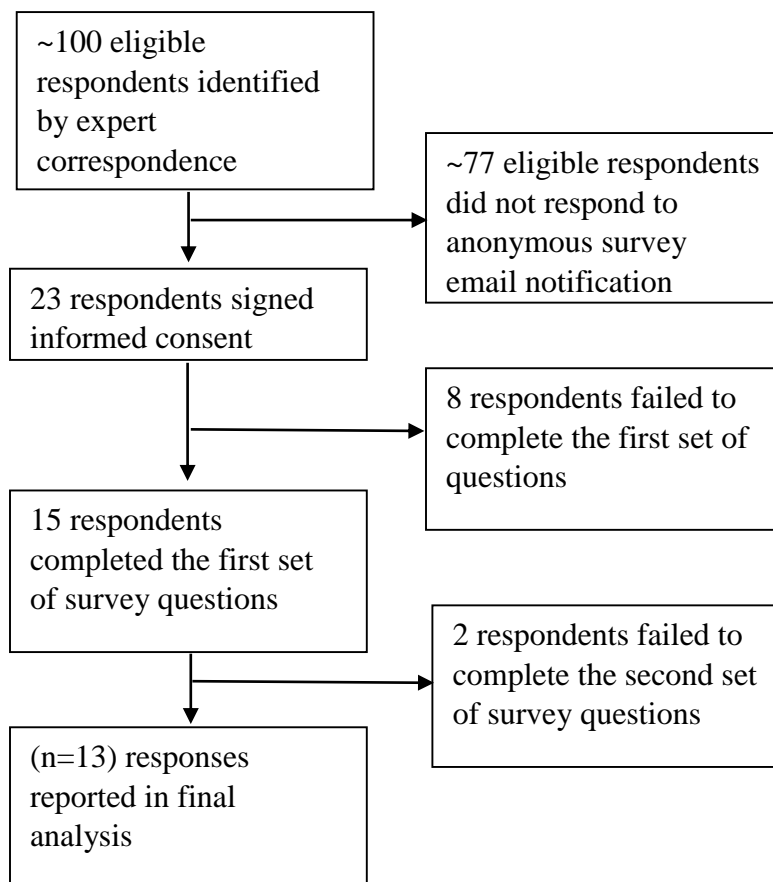 ~100 eligible
respondents identified
by expert
correspondence
~77 eligible respondents
did not respond to
anonymous survey
email notification
23 respondents signed
informed consent
8 respondents failed to
complete the first set of
questions
15 respondents
completed the first set
of survey questions
2 respondents failed to
complete the second set
of survey questions
(n=13) responses
reported in final
analysis